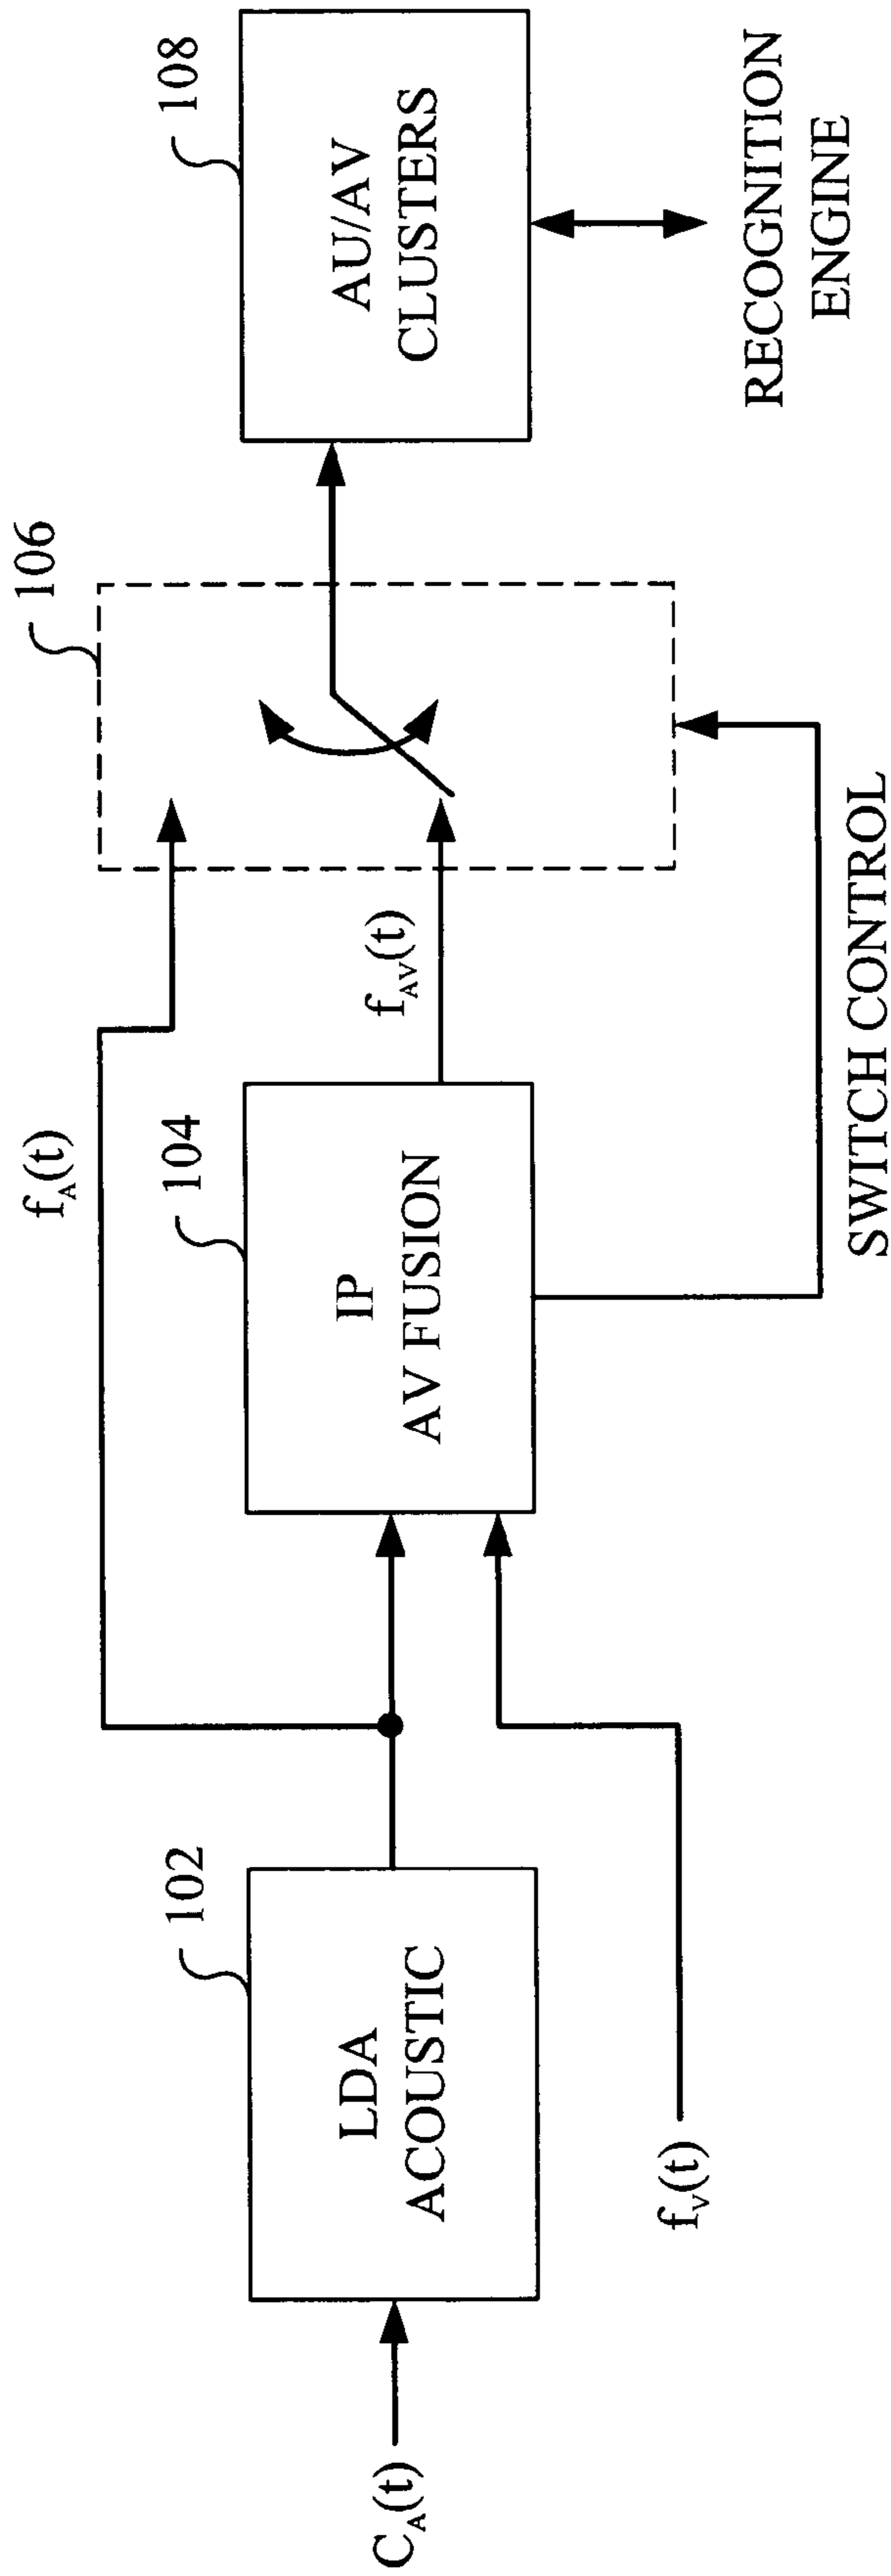 C_A(t)
102
LDA
ACOUSTIC
f_V(t)
f_A(t)
104
IP
AV FUSION
f_AV(t)
SWITCH CONTROL
106
108
AU/AV
CLUSTERS
RECOGNITION
ENGINE